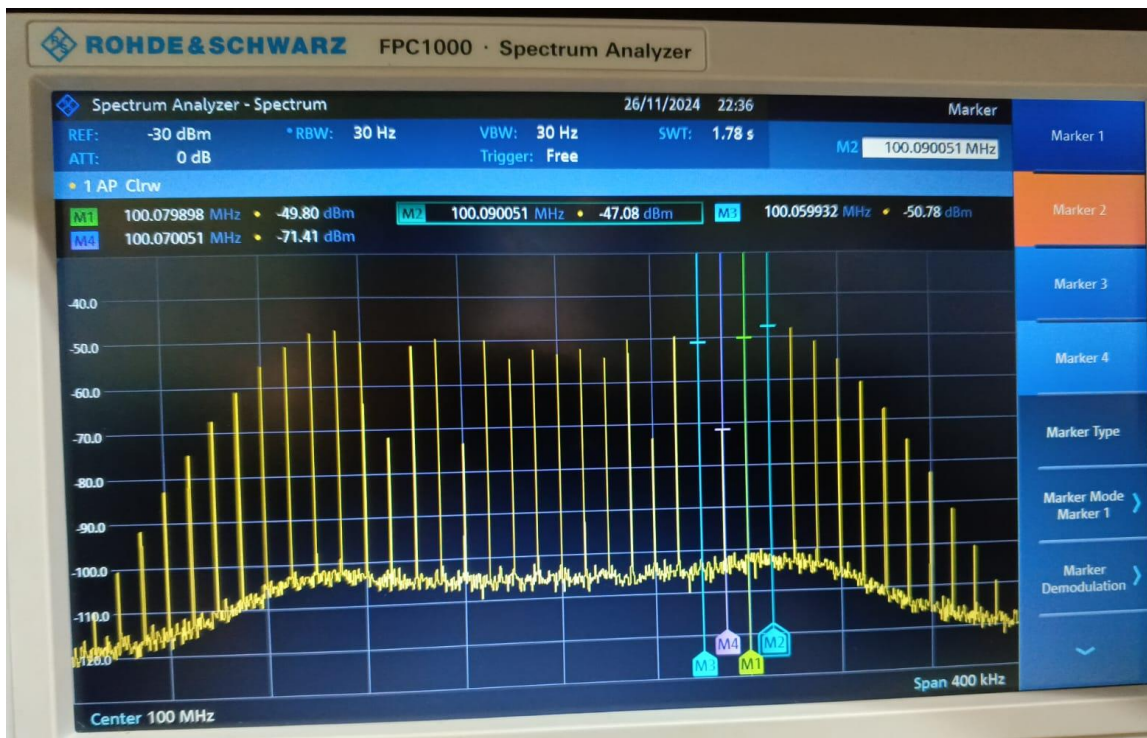 ROHDE&SCHWARZ FPC1000 · Spectrum Analyzer
Spectrum Analyzer - Spectrum 26/11/2024 22:36 Marker
REF: -30 dBm • RBW: 30 Hz VBW: 30 Hz SWT: 1.78 s M2 100.090051 MHz
ATT: 0 dB Trigger: Free
• 1 AP Clrw
M1 100.079898 MHz • -49.80 dBm M2 100.090051 MHz • -47.08 dBm M3 100.059932 MHz • -50.78 dBm
M4 100.070051 MHz • -71.41 dBm
-40.0
-50.0
-60.0
-70.0
-80.0
-90.0
-100.0
-110.0
-120.0
M4 M2
M3 M1
Center 100 MHz Span 400 kHz
Marker 1
Marker 2
Marker 3
Marker 4
Marker Type
Marker Mode
Marker 1
Marker
Demodulation